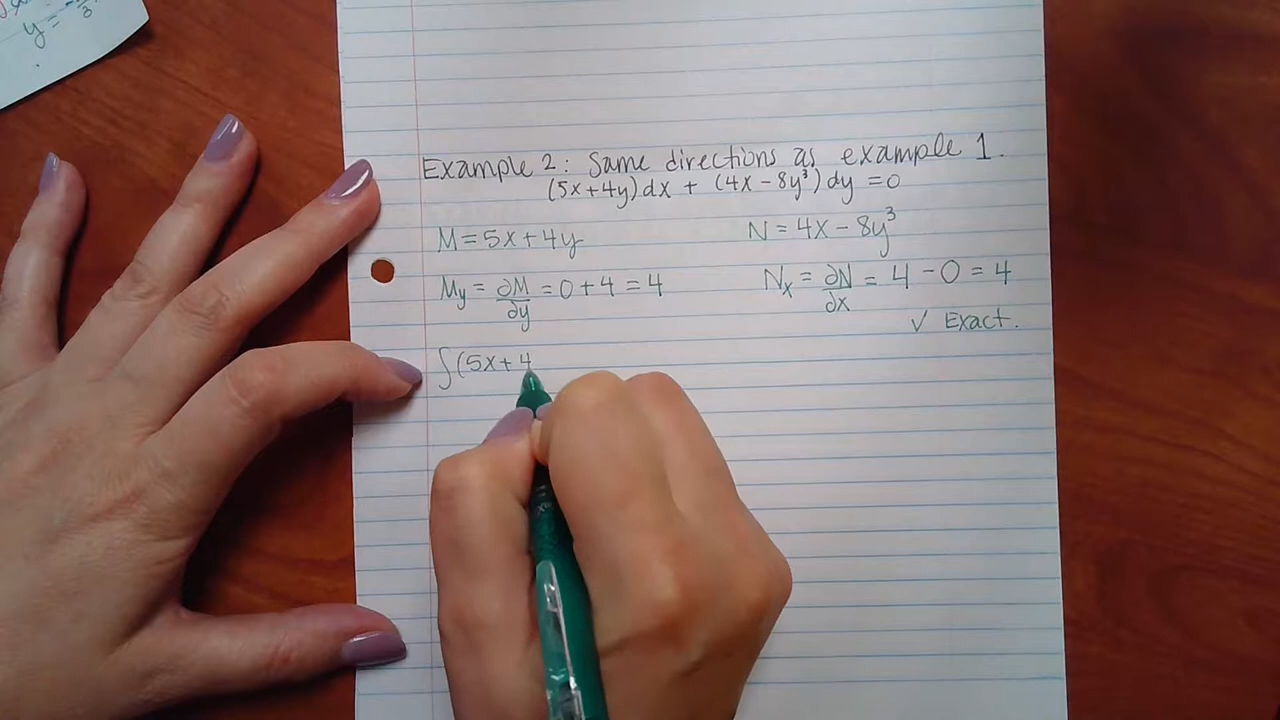 y = -
Example 2: Same directions as example 1.
(5x+4y)dx + (4x-8y³)dy = 0
M = 5x+4y N = 4x-8y³
My = ∂M/∂y = 0+4 = 4 Nx = ∂N/∂x = 4-0 = 4
✓ Exact.
∫(5x+4